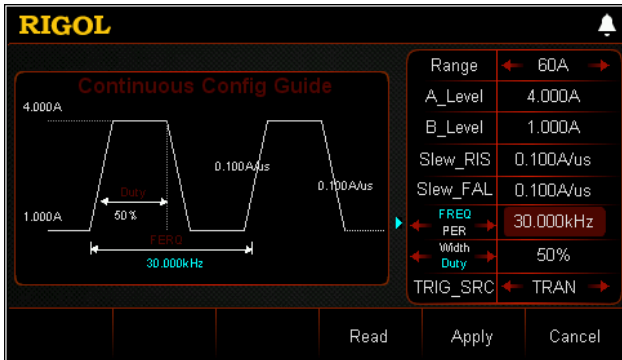 RIGOL
Continuous Config Guide
4.000A
0.100A/us
0.100A/us
Duty
50%
1.000A
FERQ
30.000kHz
Range 60A
A_Level 4.000A
B_Level 1.000A
Slew_RIS 0.100A/us
Slew_FAL 0.100A/us
FREQ
PER
30.000kHz
Width
Duty
50%
TRIG_SRC TRAN
Read Apply Cancel